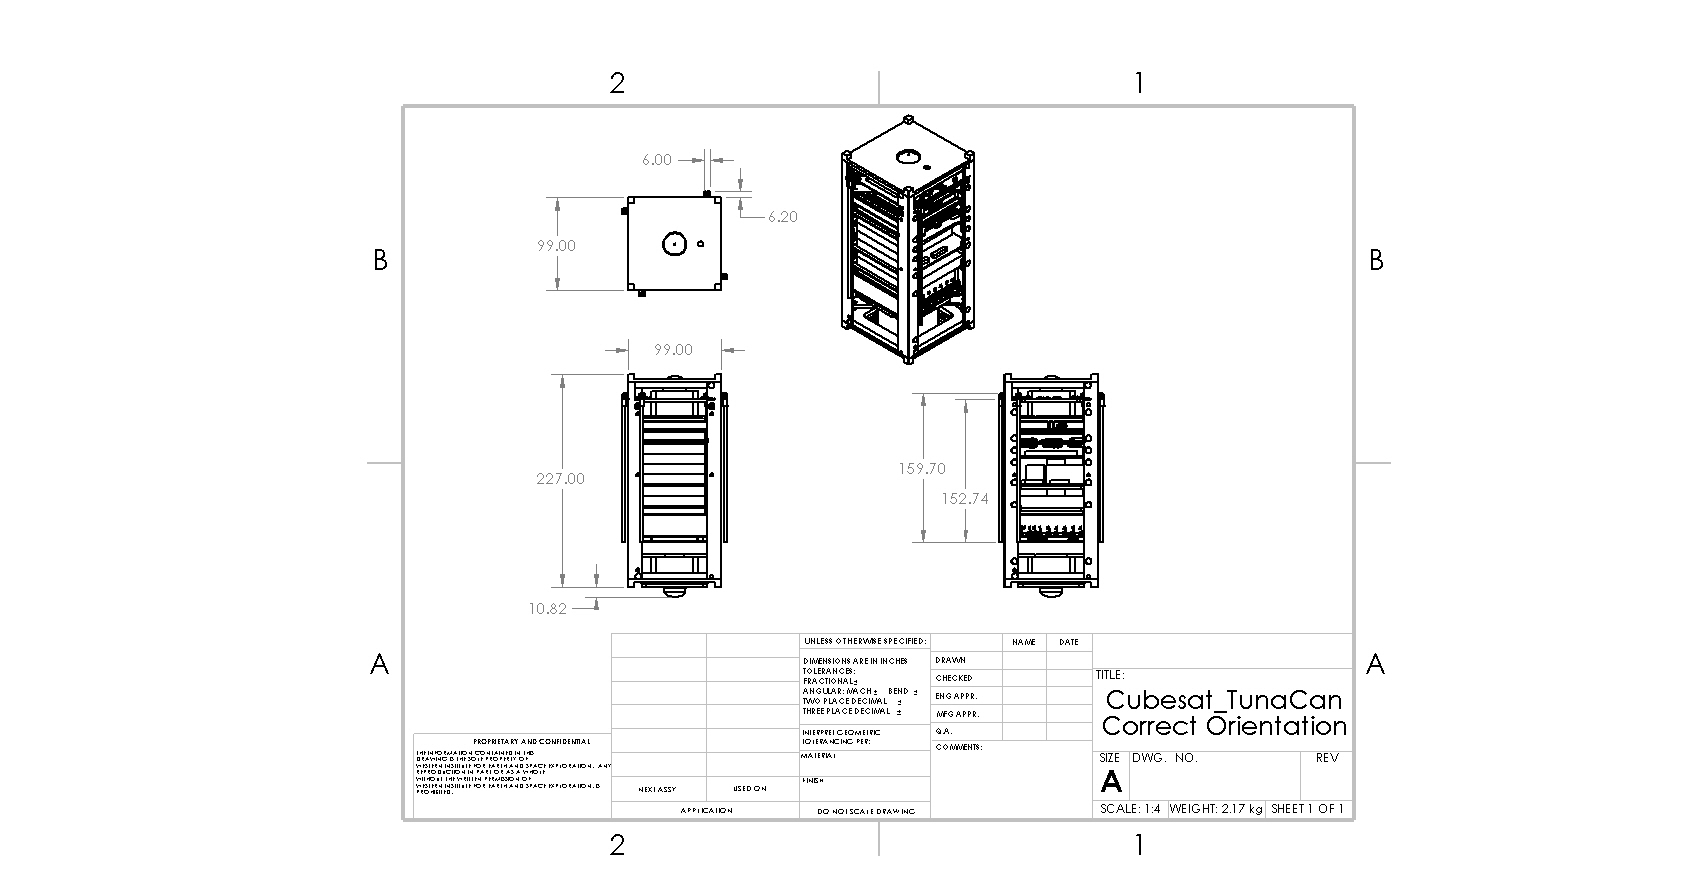 2
1
6.00
6.20
99.00
B
B
99.00
227.00
159.70
152.74
10.82
A
A
UNLESS OTHERWISE SPECIFIED:
NAME
DATE
DIMENSIONS ARE IN INCHES
TOLERANCES:
FRACTIONAL ±
ANGULAR: MACH ± BEND ±
TWO PLACE DECIMAL ±
THREE PLACE DECIMAL ±
INTERPRET GEOMETRIC
TOLERANCING PER:
MATERIAL
FINISH
DRAWN
CHECKED
ENG APPR.
MFG APPR.
Q.A.
COMMENTS:
TITLE:
Cubesat_TunaCan
Correct Orientation
SIZE
DWG. NO.
REV
A
SCALE: 1:4
WEIGHT: 2.17 kg
SHEET 1 OF 1
PROPRIETARY AND CONFIDENTIAL
THE INFORMATION CONTAINED IN THIS
DRAWING IS THE SOLE PROPERTY OF
WESTERN INSTITUTE FOR EARTH AND SPACE EXPLORATION. ANY
REPRODUCTION IN PART OR AS A WHOLE
WITHOUT THE WRITTEN PERMISSION OF
WESTERN INSTITUTE FOR EARTH AND SPACE EXPLORATION. IS
PROHIBITED.
NEXT ASSY
USED ON
APPLICATION
DO NOT SCALE DRAWING
2
1